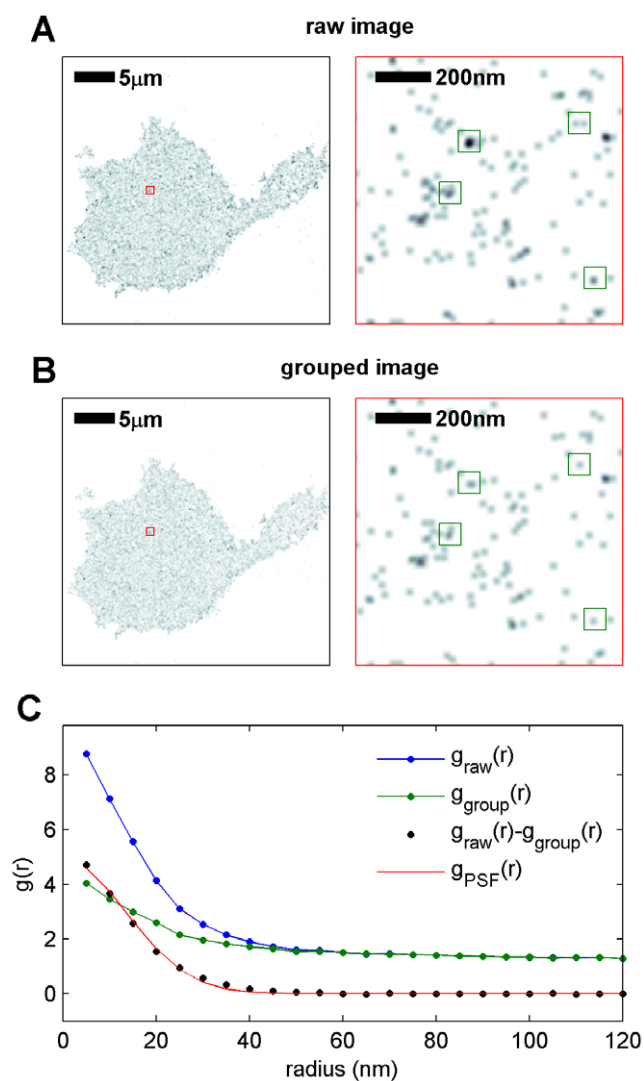 A
raw image
5μm
200nm
B
grouped image
5μm
200nm
C
g(r)
8
6
4
2
0
g_raw(r)
g_group(r)
g_raw(r)-g_group(r)
g_PSF(r)
0 20 40 60 80 100 120
radius (nm)